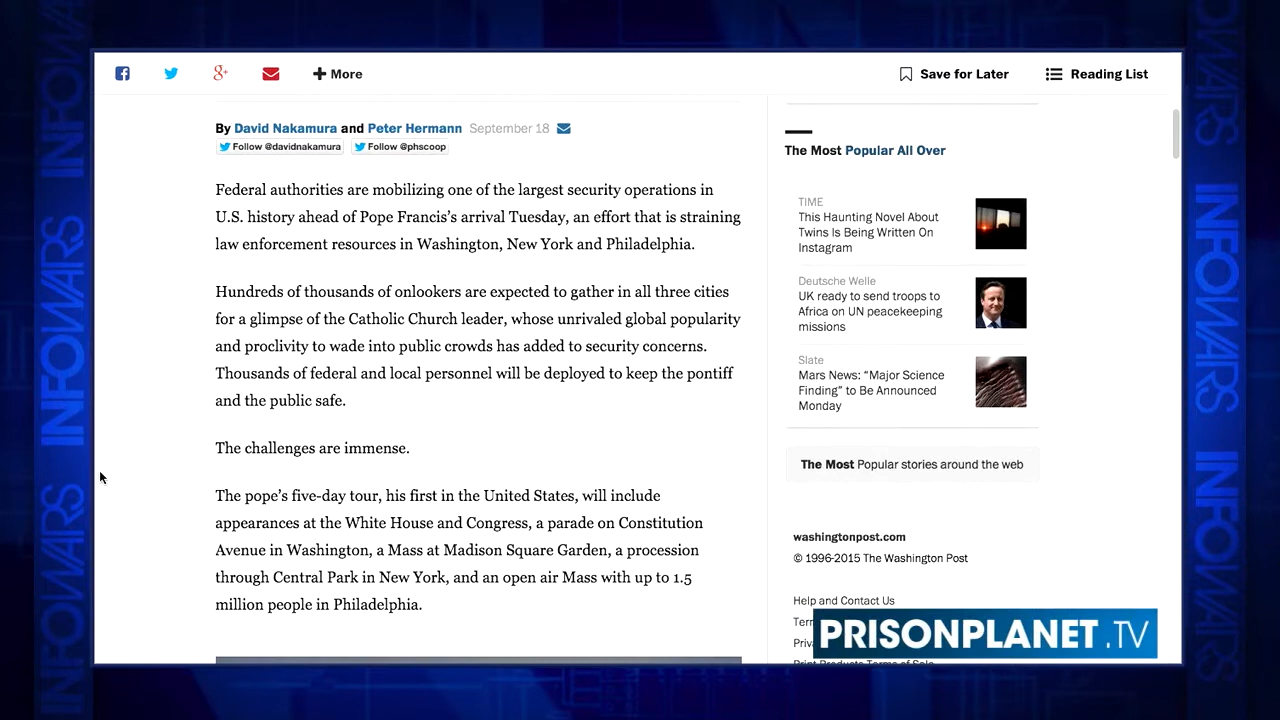 More
Save for Later
Reading List
By David Nakamura and Peter Hermann September 18
Follow @davidnakamura
Follow @phscoop
Federal authorities are mobilizing one of the largest security operations in
U.S. history ahead of Pope Francis’s arrival Tuesday, an effort that is straining
law enforcement resources in Washington, New York and Philadelphia.
Hundreds of thousands of onlookers are expected to gather in all three cities
for a glimpse of the Catholic Church leader, whose unrivaled global popularity
and proclivity to wade into public crowds has added to security concerns.
Thousands of federal and local personnel will be deployed to keep the pontiff
and the public safe.
The challenges are immense.
The pope’s five-day tour, his first in the United States, will include
appearances at the White House and Congress, a parade on Constitution
Avenue in Washington, a Mass at Madison Square Garden, a procession
through Central Park in New York, and an open air Mass with up to 1.5
million people in Philadelphia.
The Most Popular All Over
TIME
This Haunting Novel About
Twins Is Being Written On
Instagram
Deutsche Welle
UK ready to send troops to
Africa on UN peacekeeping
missions
Slate
Mars News: “Major Science
Finding” to Be Announced
Monday
The Most Popular stories around the web
washingtonpost.com
© 1996-2015 The Washington Post
Help and Contact Us
PRISONPLANET.TV
INFOWARS
INFOWARS
INFOWARS
INFOWARS